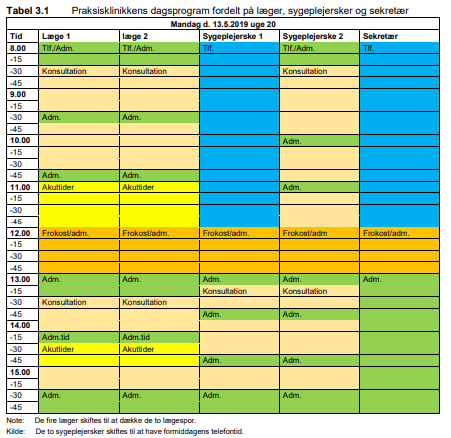 Tabel 3.1 Praksisklinikkens dagsprogram fordelt på læger, sygeplejersker og sekretær
Mandag d. 13.5.2019 uge 20
Tid Læge 1 læge 2 Sygeplejerske 1 Sygeplejerske 2 Sekretær
8.00 Tlf./Adm. Tlf./Adm. Tlf. Tlf./Adm. Tlf.
-15
-30 Konsultation Konsultation Konsultation
-45
9.00
-15
-30 Adm. Adm.
-45
10.00 Adm.
-15
-30
-45 Adm. Adm.
11.00 Akuttider Akuttider Adm.
-15
-30
-45
12.00 Frokost/adm. Frokost/adm. Frokost/adm. Frokost/adm Frokost/adm.
-15
-30
-45
13.00 Adm. Adm. Adm. Adm. Adm.
-15 Konsultation Konsultation
-30 Konsultation Konsultation
-45 Adm. Adm.
14.00
-15 Adm.tid Adm.tid
-30 Akuttider Akuttider
-45 Adm. Adm.
15.00
-15
-30
-45
Note: De fire læger skiftes til at dække de to lægespor.
Kilde: De to sygeplejersker skiftes til at have formiddagens telefontid.